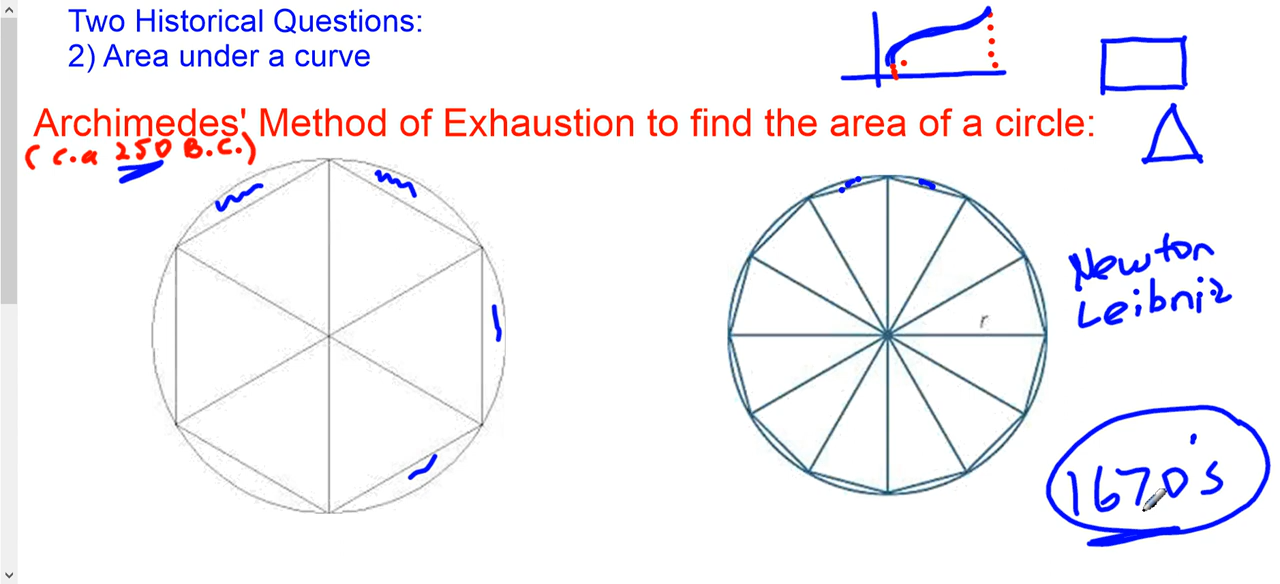 Two Historical Questions:
2) Area under a curve
Archimedes' Method of Exhaustion to find the area of a circle:
( c.a 250 B.C.)
Newton
Leibniz
r
1670's